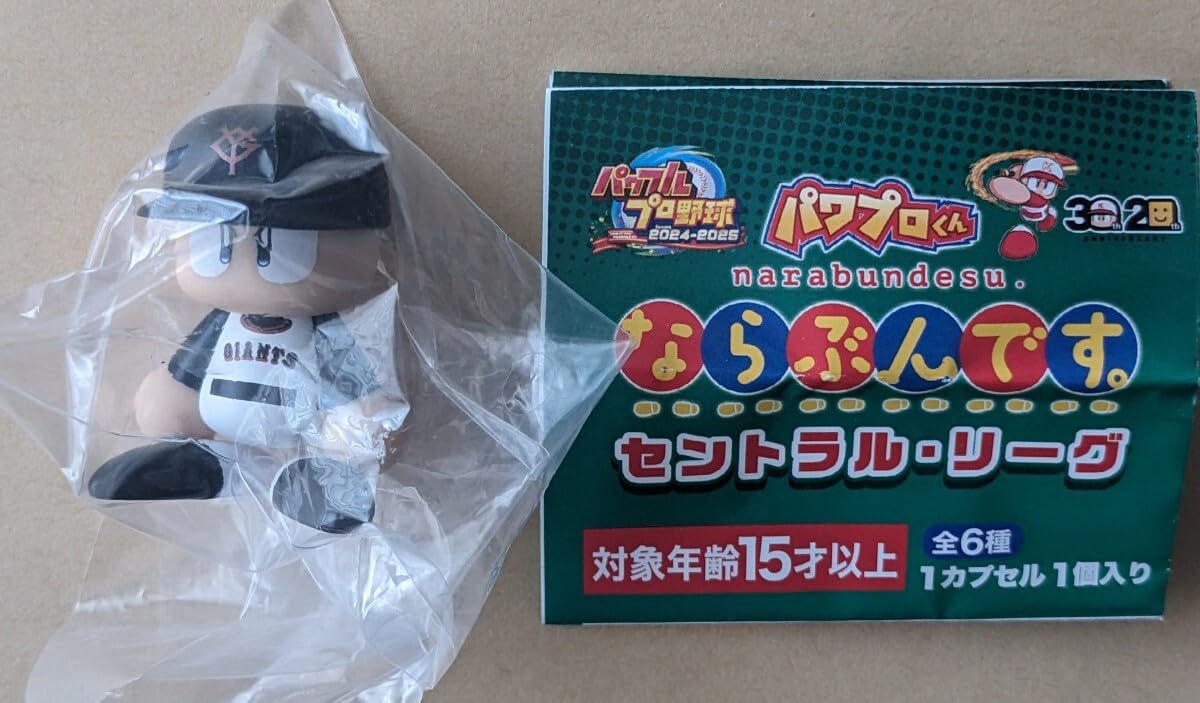 GIANTS
パワフル
プロ野球
2024-2025
パワプロくん
30th 20th
narabundesu.
ならぶんです。
セントラル・リーグ
対象年齢15才以上
全6種
1カプセル1個入り